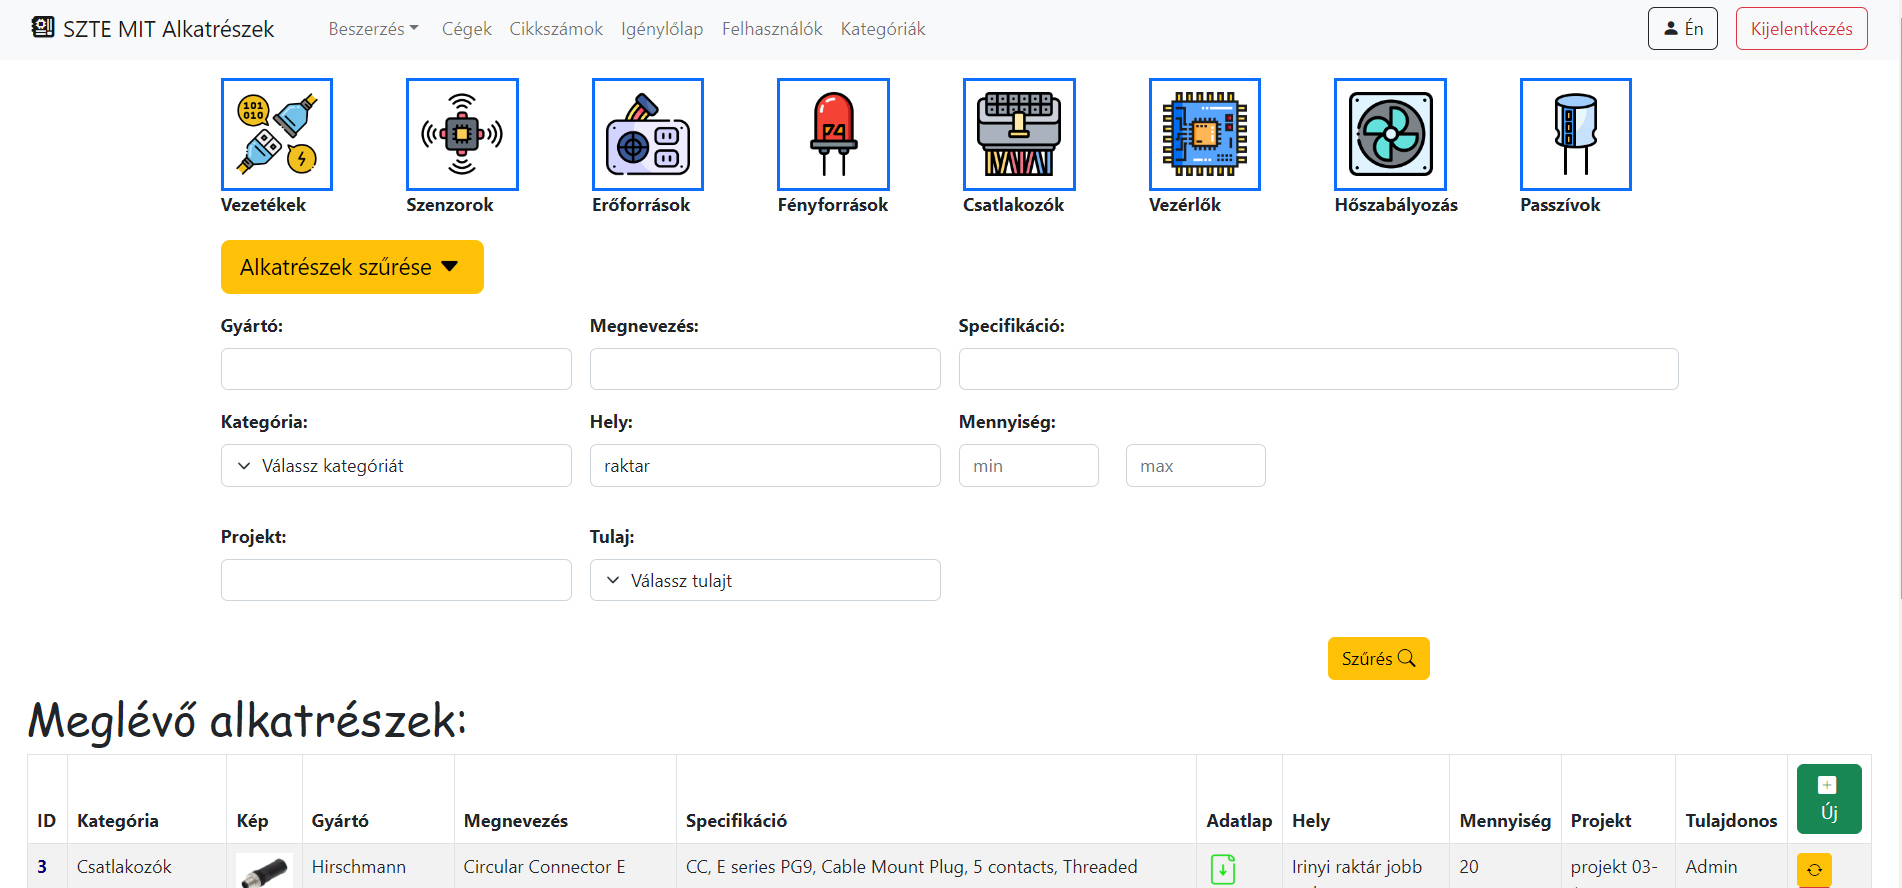 SZTE MIT Alkatrészek Beszerzés Cégek Cikkszámok Igénylőlap Felhasználók Kategóriák Én Kijelentkezés
101
010
Vezetékek Szenzorok Erőforrások Fényforrások Csatlakozók Vezérlők Hőszabályozás Passzívok
Alkatrészek szűrése
Gyártó: Megnevezés: Specifikáció:
Kategória: Hely: Mennyiség:
Válassz kategóriát raktar min max
Projekt: Tulaj:
Válassz tulajt
Szűrés
Meglévő alkatrészek:
ID Kategória Kép Gyártó Megnevezés Specifikáció Adatlap Hely Mennyiség Projekt Tulajdonos Új
3 Csatlakozók Hirschmann Circular Connector E CC, E series PG9, Cable Mount Plug, 5 contacts, Threaded Irinyi raktár jobb 20 projekt 03- Admin